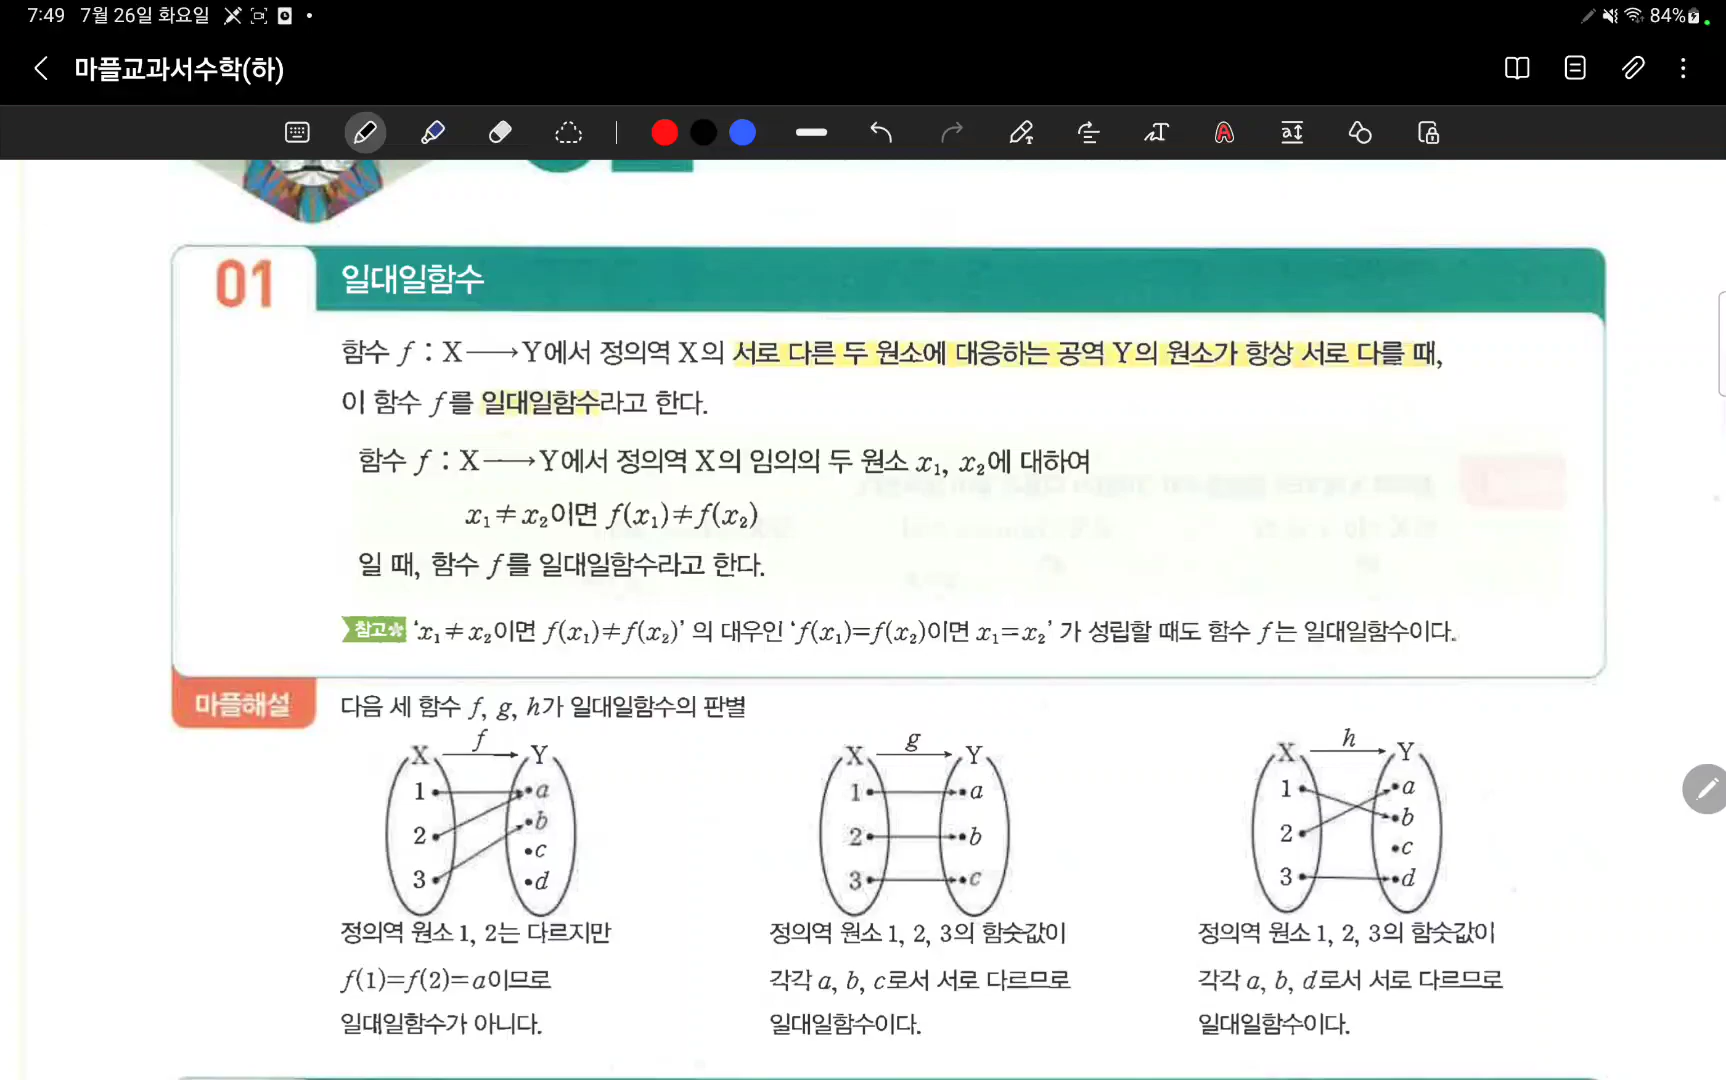 7:49 7월 26일 화요일
84%
마플교과서수학(하)
01 일대일함수
함수 f : X ⟶ Y에서 정의역 X의 서로 다른 두 원소에 대응하는 공역 Y의 원소가 항상 서로 다를 때,
이 함수 f를 일대일함수라고 한다.
함수 f : X ⟶ Y에서 정의역 X의 임의의 두 원소 x₁, x₂에 대하여
x₁≠x₂이면 f(x₁)≠f(x₂)
일 때, 함수 f를 일대일함수라고 한다.
참고 'x₁≠x₂이면 f(x₁)≠f(x₂)' 의 대우인 'f(x₁)=f(x₂)이면 x₁=x₂' 가 성립할 때도 함수 f는 일대일함수이다.
마플해설 다음 세 함수 f, g, h가 일대일함수의 판별
X f Y
1 a
2 b
c
3 d
정의역 원소 1, 2는 다르지만
f(1)=f(2)=a이므로
일대일함수가 아니다.
X g Y
1 a
2 b
3 c
정의역 원소 1, 2, 3의 함숫값이
각각 a, b, c로서 서로 다르므로
일대일함수이다.
X h Y
1 a
b
2 c
3 d
정의역 원소 1, 2, 3의 함숫값이
각각 a, b, d로서 서로 다르므로
일대일함수이다.